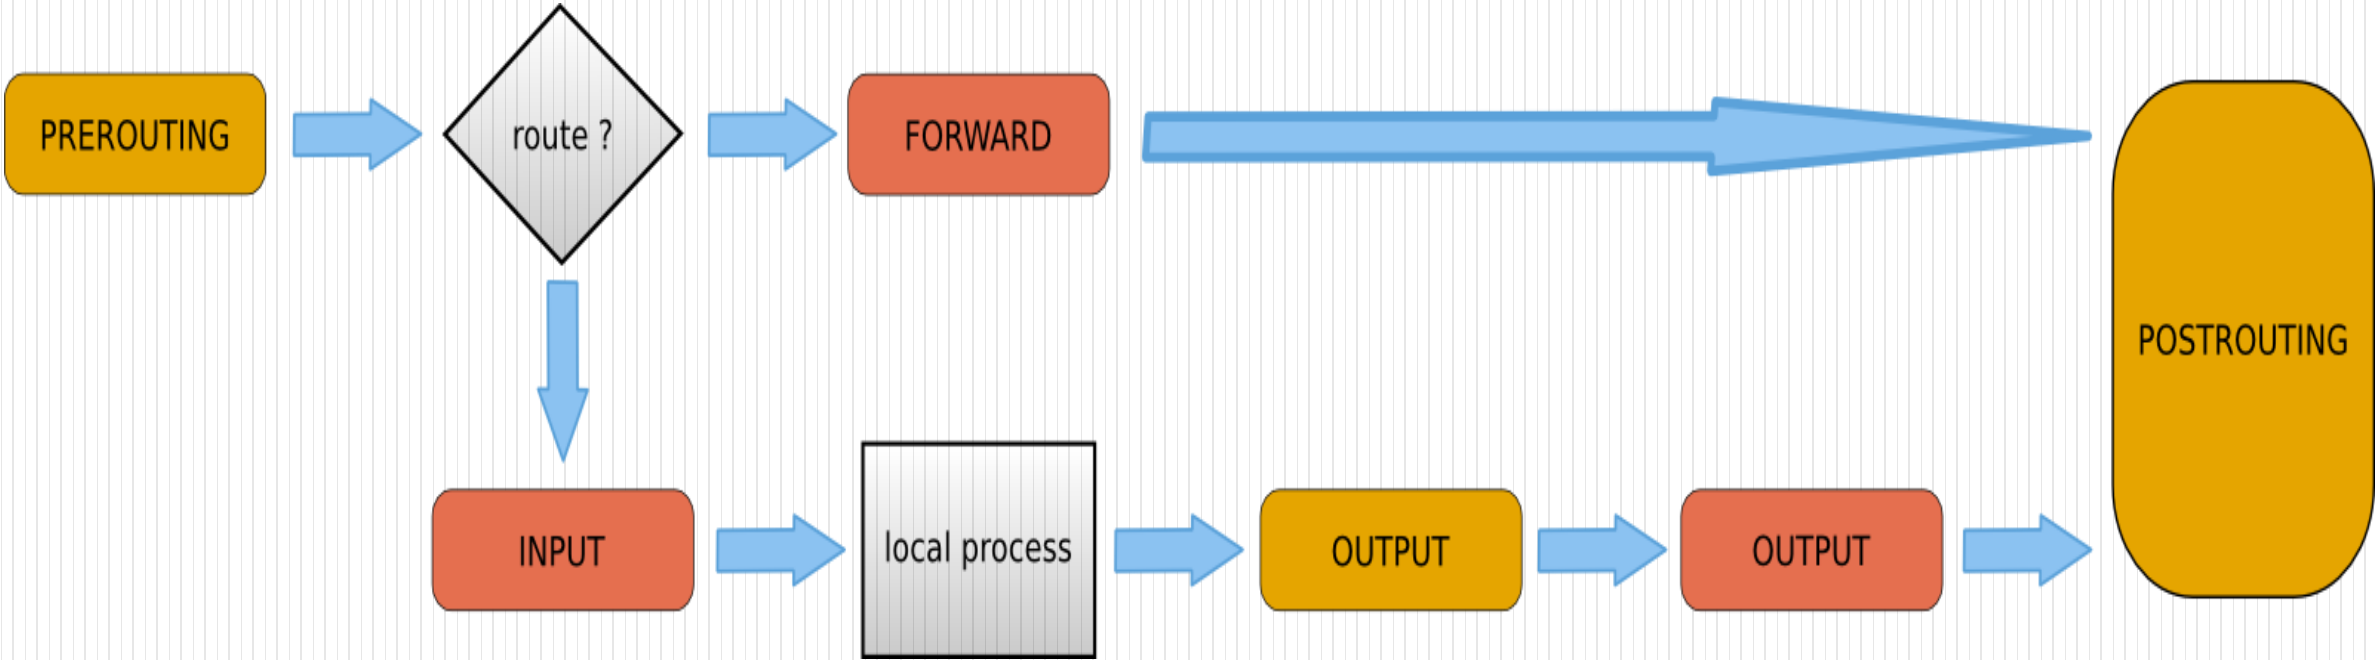 PREROUTING
route ?
FORWARD
POSTROUTING
INPUT
local process
OUTPUT
OUTPUT